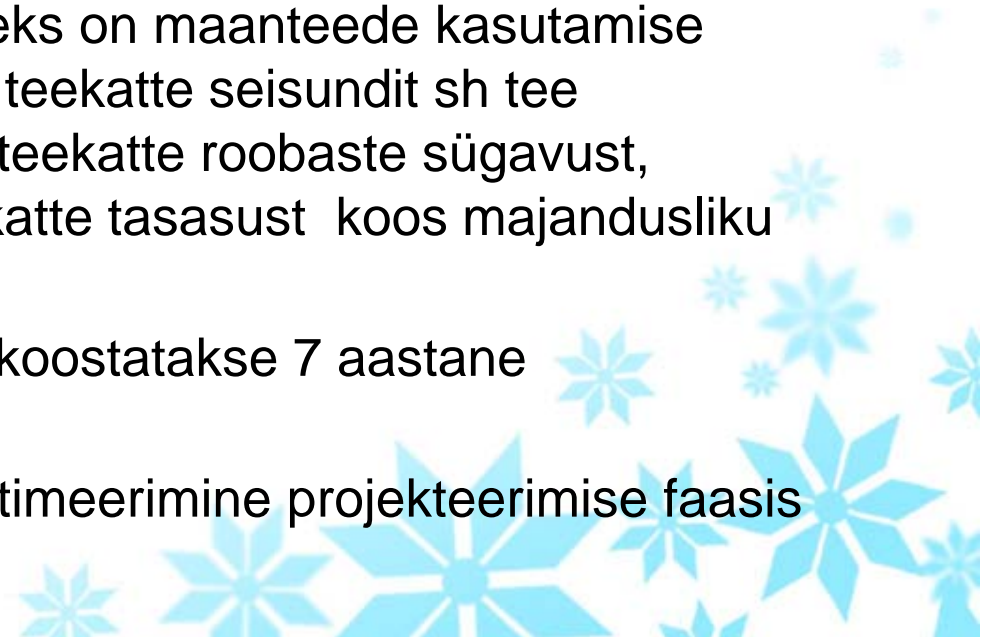 eks on maanteede kasutamise
teekatte seisundit sh tee
teekatte roobaste sügavust,
katte tasasust koos majandusliku
koostatakse 7 aastane
timeerimine projekteerimise faasis